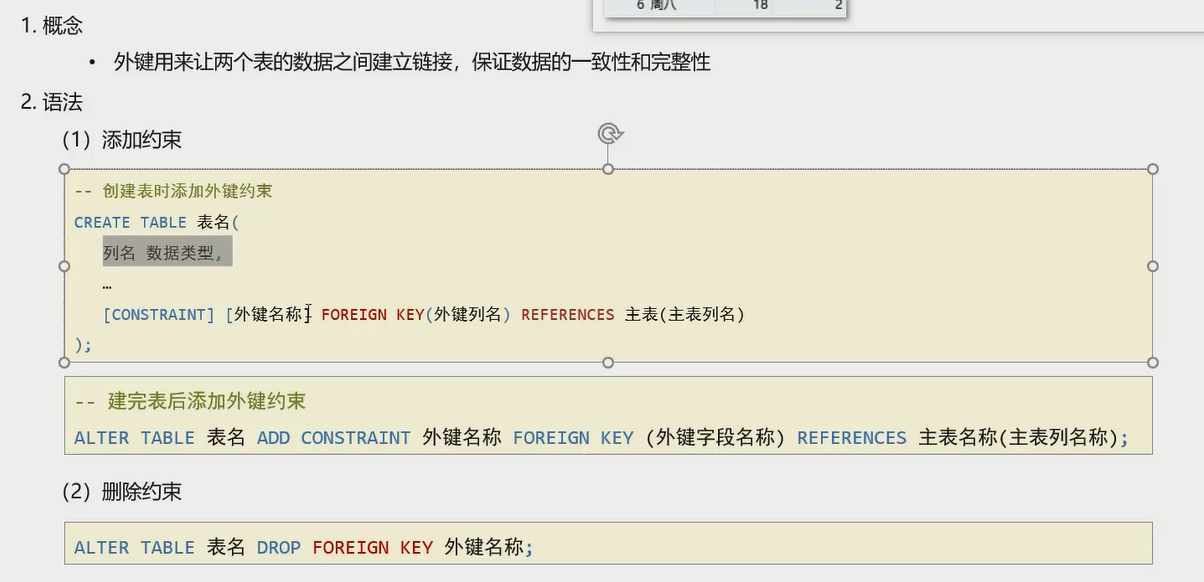 6 周八 18 2
1. 概念
• 外键用来让两个表的数据之间建立链接，保证数据的一致性和完整性
2. 语法
（1）添加约束
-- 创建表时添加外键约束
CREATE TABLE 表名(
列名 数据类型,
…
[CONSTRAINT] [外键名称] FOREIGN KEY(外键列名) REFERENCES 主表(主表列名)
);
-- 建完表后添加外键约束
ALTER TABLE 表名 ADD CONSTRAINT 外键名称 FOREIGN KEY (外键字段名称) REFERENCES 主表名称(主表列名称);
（2）删除约束
ALTER TABLE 表名 DROP FOREIGN KEY 外键名称;